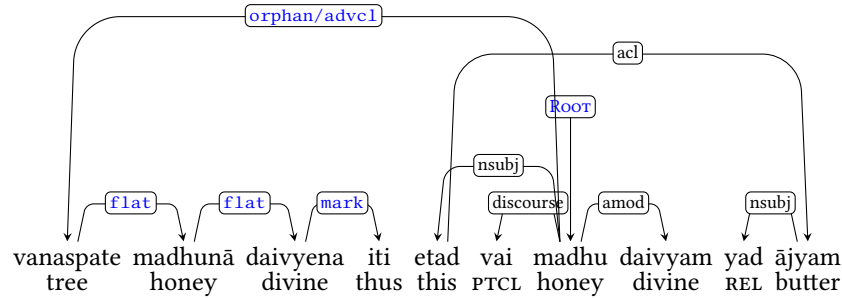 orphan/advcl
acl
Root
nsubj
flat flat mark discourse amod nsubj
vanaspate madhunā daivyena iti etad vai madhu daivyam yad ājyam
tree honey divine thus this PTCL honey divine REL butter